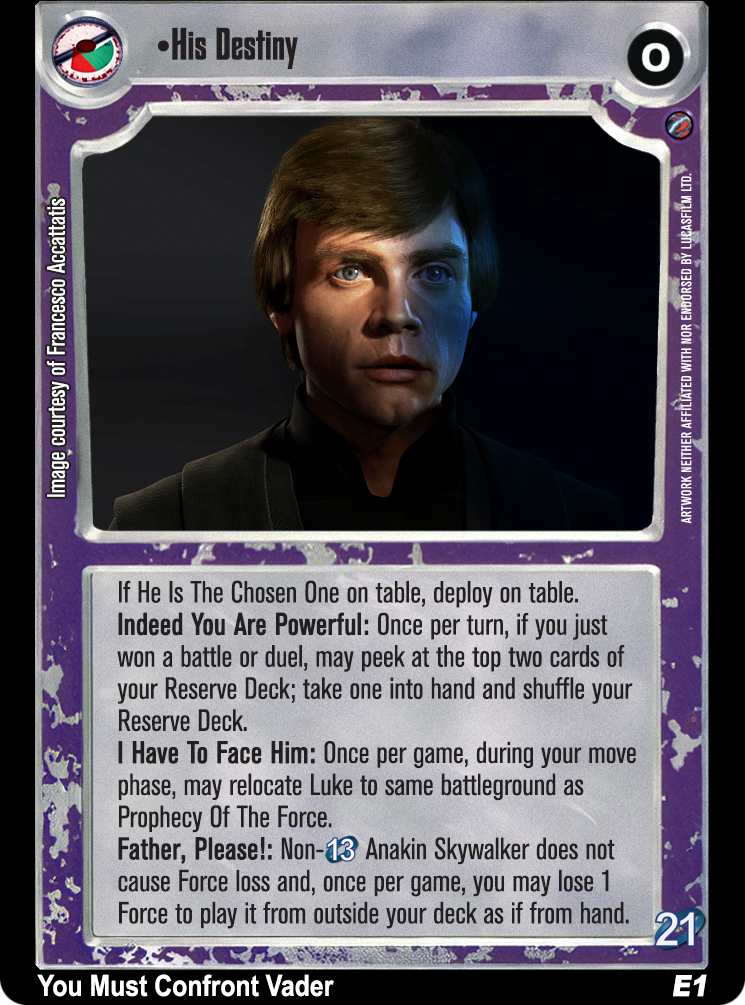 •His Destiny
0
Image courtesy of Francesco Accattatis
ARTWORK NEITHER AFFILIATED WITH NOR ENDORSED BY LUCASFILM LTD.
If He Is The Chosen One on table, deploy on table.
Indeed You Are Powerful: Once per turn, if you just
won a battle or duel, may peek at the top two cards of
your Reserve Deck; take one into hand and shuffle your
Reserve Deck.
I Have To Face Him: Once per game, during your move
phase, may relocate Luke to same battleground as
Prophecy Of The Force.
Father, Please!: Non-13 Anakin Skywalker does not
cause Force loss and, once per game, you may lose 1
Force to play it from outside your deck as if from hand.
21
You Must Confront Vader
E1